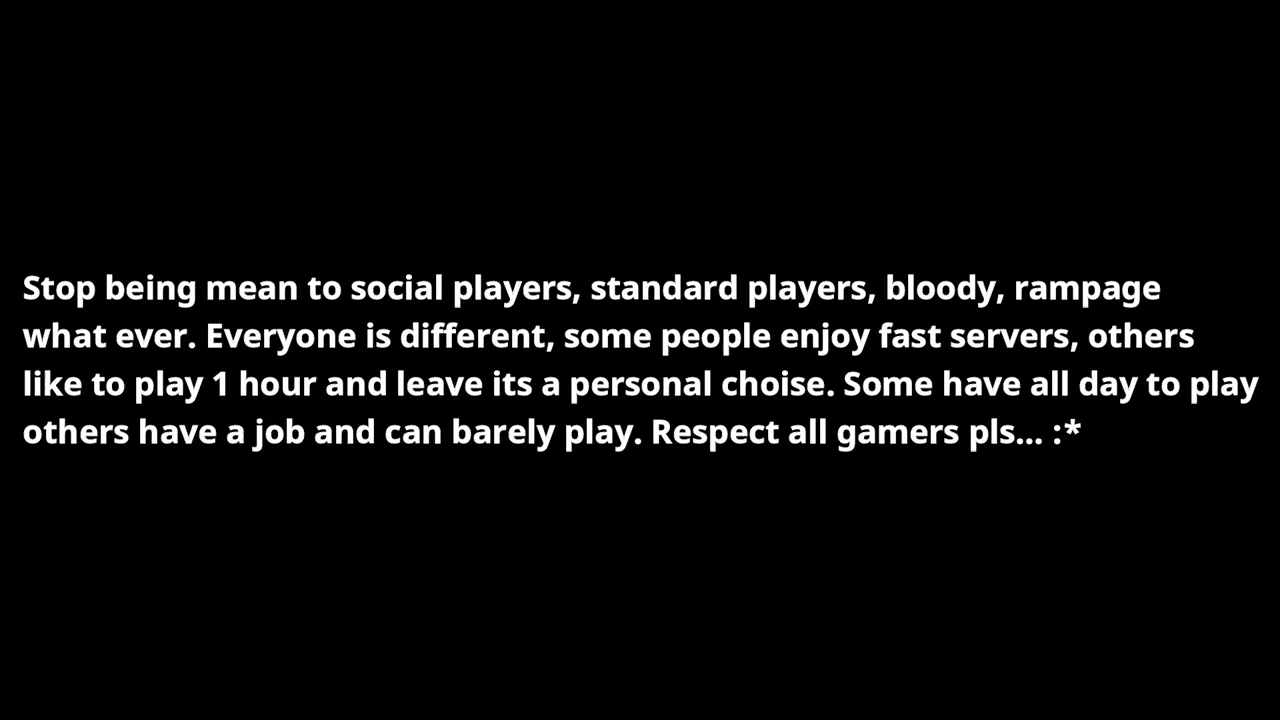 Stop being mean to social players, standard players, bloody, rampage
what ever. Everyone is different, some people enjoy fast servers, others
like to play 1 hour and leave its a personal choise. Some have all day to play
others have a job and can barely play. Respect all gamers pls... :*